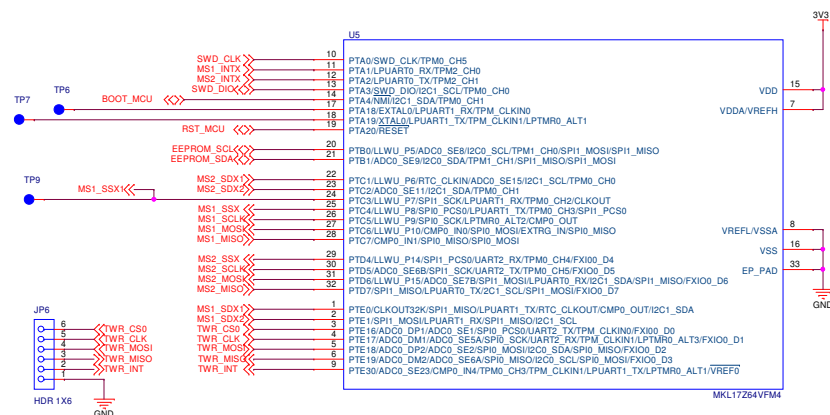 3V3
U5
SWD_CLK 10 PTA0/SWD_CLK/TPM0_CH5
MS1_INTX 11 PTA1/LPUART0_RX/TPM2_CH0
MS2_INTX 12 PTA2/LPUART0_TX/TPM2_CH1
SWD_DIO 13 PTA3/SWD_DIO/I2C1_SCL/TPM0_CH0
BOOT_MCU 14 PTA4/NMI/I2C1_SDA/TPM0_CH1
TP6 17 PTA18/EXTAL0/LPUART1_RX/TPM_CLKIN0
TP7 18 PTA19/XTAL0/LPUART1_TX/TPM_CLKIN1/LPTMR0_ALT1
RST_MCU 19 PTA20/RESET
15 VDD
7 VDDA/VREFH
EEPROM_SCL 20 PTB0/LLWU_P5/ADC0_SE8/I2C0_SCL/TPM1_CH0/SPI1_MOSI/SPI1_MISO
EEPROM_SDA 21 PTB1/ADC0_SE9/I2C0_SDA/TPM1_CH1/SPI1_MISO/SPI1_MOSI
MS2_SDX1 22 PTC1/LLWU_P6/RTC_CLKIN/ADC0_SE15/I2C1_SCL/TPM0_CH0
MS2_SDX2 23 PTC2/ADC0_SE11/I2C1_SDA/TPM0_CH1
TP9 MS1_SSX1 24 PTC3/LLWU_P7/SPI1_SCK/LPUART1_RX/TPM0_CH2/CLKOUT
MS1_SSX 25 PTC4/LLWU_P8/SPI0_PCS0/LPUART1_TX/TPM0_CH3/SPI1_PCS0
MS1_SCLK 26 PTC5/LLWU_P9/SPI0_SCK/LPTMR0_ALT2/CMP0_OUT
MS1_MOSI 27 PTC6/LLWU_P10/CMP0_IN0/SPI0_MOSI/EXTRG_IN/SPI0_MISO
MS1_MISO 28 PTC7/CMP0_IN1/SPI0_MISO/SPI0_MOSI
8 VREFL/VSSA
16 VSS
33 EP_PAD
GND
MS2_SSX 29 PTD4/LLWU_P14/SPI1_PCS0/UART2_RX/TPM0_CH4/FXIO0_D4
MS2_SCLK 30 PTD5/ADC0_SE6B/SPI1_SCK/UART2_TX/TPM0_CH5/FXIO0_D5
MS2_MOSI 31 PTD6/LLWU_P15/ADC0_SE7B/SPI1_MOSI/LPUART0_RX/I2C1_SDA/SPI1_MISO/FXIO0_D6
MS2_MISO 32 PTD7/SPI1_MISO/LPUART0_TX/I2C1_SCL/SPI1_MOSI/FXIO0_D7
MS1_SDX1 1 PTE0/CLKOUT32K/SPI1_MISO/LPUART1_TX/RTC_CLKOUT/CMP0_OUT/I2C1_SDA
MS1_SDX2 2 PTE1/SPI1_MOSI/LPUART1_RX/SPI1_MISO/I2C1_SCL
TWR_CS0 3 PTE16/ADC0_DP1/ADC0_SE1/SPI0_PCS0/UART2_TX/TPM_CLKIN0/FXIO0_D0
TWR_CLK 4 PTE17/ADC0_DM1/ADC0_SE5A/SPI0_SCK/UART2_RX/TPM_CLKIN1/LPTMR0_ALT3/FXIO0_D1
TWR_MOSI 5 PTE18/ADC0_DP2/ADC0_SE2/SPI0_MOSI/I2C0_SDA/SPI0_MISO/FXIO0_D2
TWR_MISO 6 PTE19/ADC0_DM2/ADC0_SE6A/SPI0_MISO/I2C0_SCL/SPI0_MOSI/FXIO0_D3
TWR_INT 9 PTE30/ADC0_SE23/CMP0_IN4/TPM0_CH3/TPM_CLKIN1/LPUART1_TX/LPTMR0_ALT1/VREF0
MKL17Z64VFM4
JP6
6 TWR_CS0
5 TWR_CLK
4 TWR_MOSI
3 TWR_MISO
2 TWR_INT
1
HDR 1X6
GND